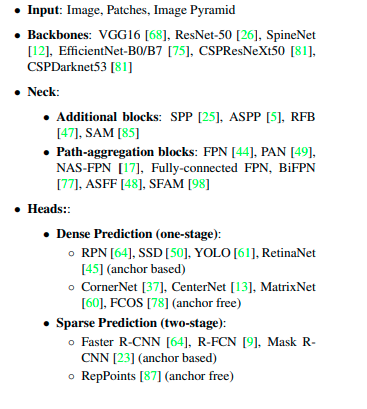 • Input: Image, Patches, Image Pyramid
• Backbones: VGG16 [68], ResNet-50 [26], SpineNet
[12], EfficientNet-B0/B7 [75], CSPResNeXt50 [81],
CSPDarknet53 [81]
• Neck:
• Additional blocks: SPP [25], ASPP [5], RFB
[47], SAM [85]
• Path-aggregation blocks: FPN [44], PAN [49],
NAS-FPN [17], Fully-connected FPN, BiFPN
[77], ASFF [48], SFAM [98]
• Heads::
• Dense Prediction (one-stage):
◦ RPN [64], SSD [50], YOLO [61], RetinaNet
[45] (anchor based)
◦ CornerNet [37], CenterNet [13], MatrixNet
[60], FCOS [78] (anchor free)
• Sparse Prediction (two-stage):
◦ Faster R-CNN [64], R-FCN [9], Mask R-
CNN [23] (anchor based)
◦ RepPoints [87] (anchor free)